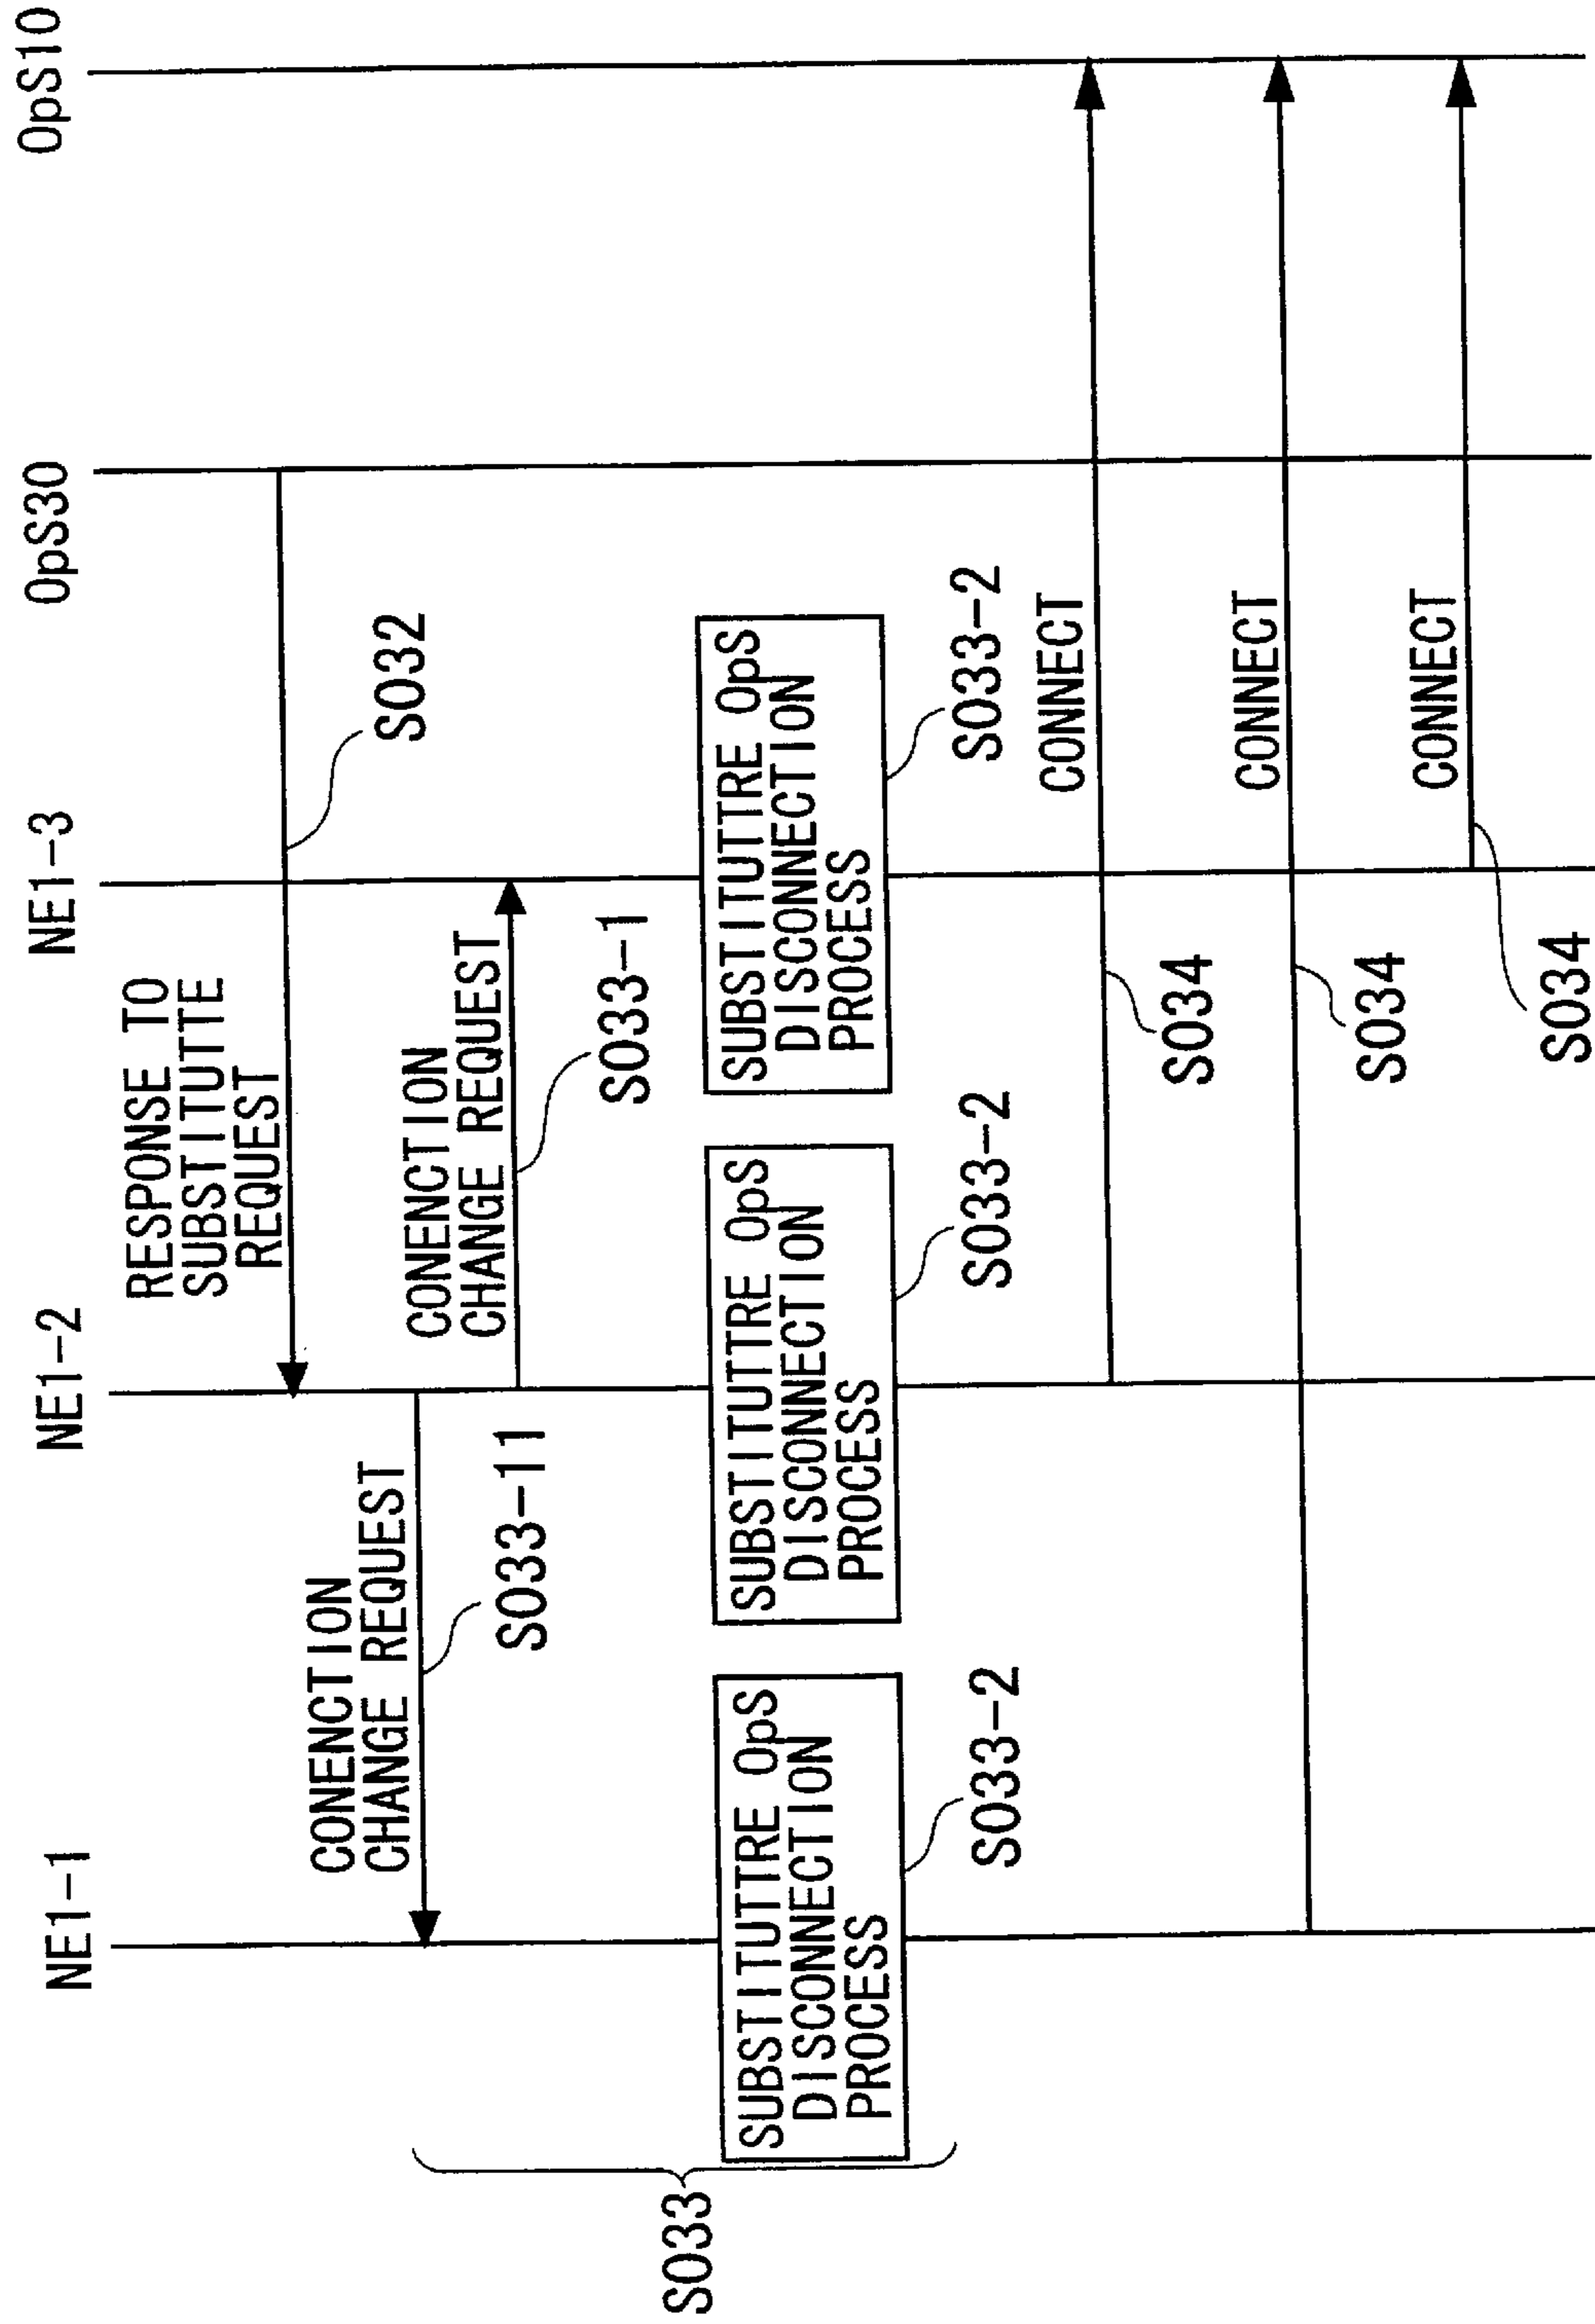 NE1-1
NE1-2
NE1-3
OpS30
OpS10
RESPONSE TO
SUBSTITUTTE
REQUEST
S032
CONENCTION
CHANGE REQUEST
S033-11
CONENCTION
CHANGE REQUEST
S033-1
S033
SUBSTITUTTRE OpS
DISCONNECTION
PROCESS
S033-2
SUBSTITUTTRE OpS
DISCONNECTION
PROCESS
S033-2
SUBSTITUTTRE OpS
DISCONNECTION
PROCESS
S033-2
CONNECT
S034
CONNECT
S034
CONNECT
S034